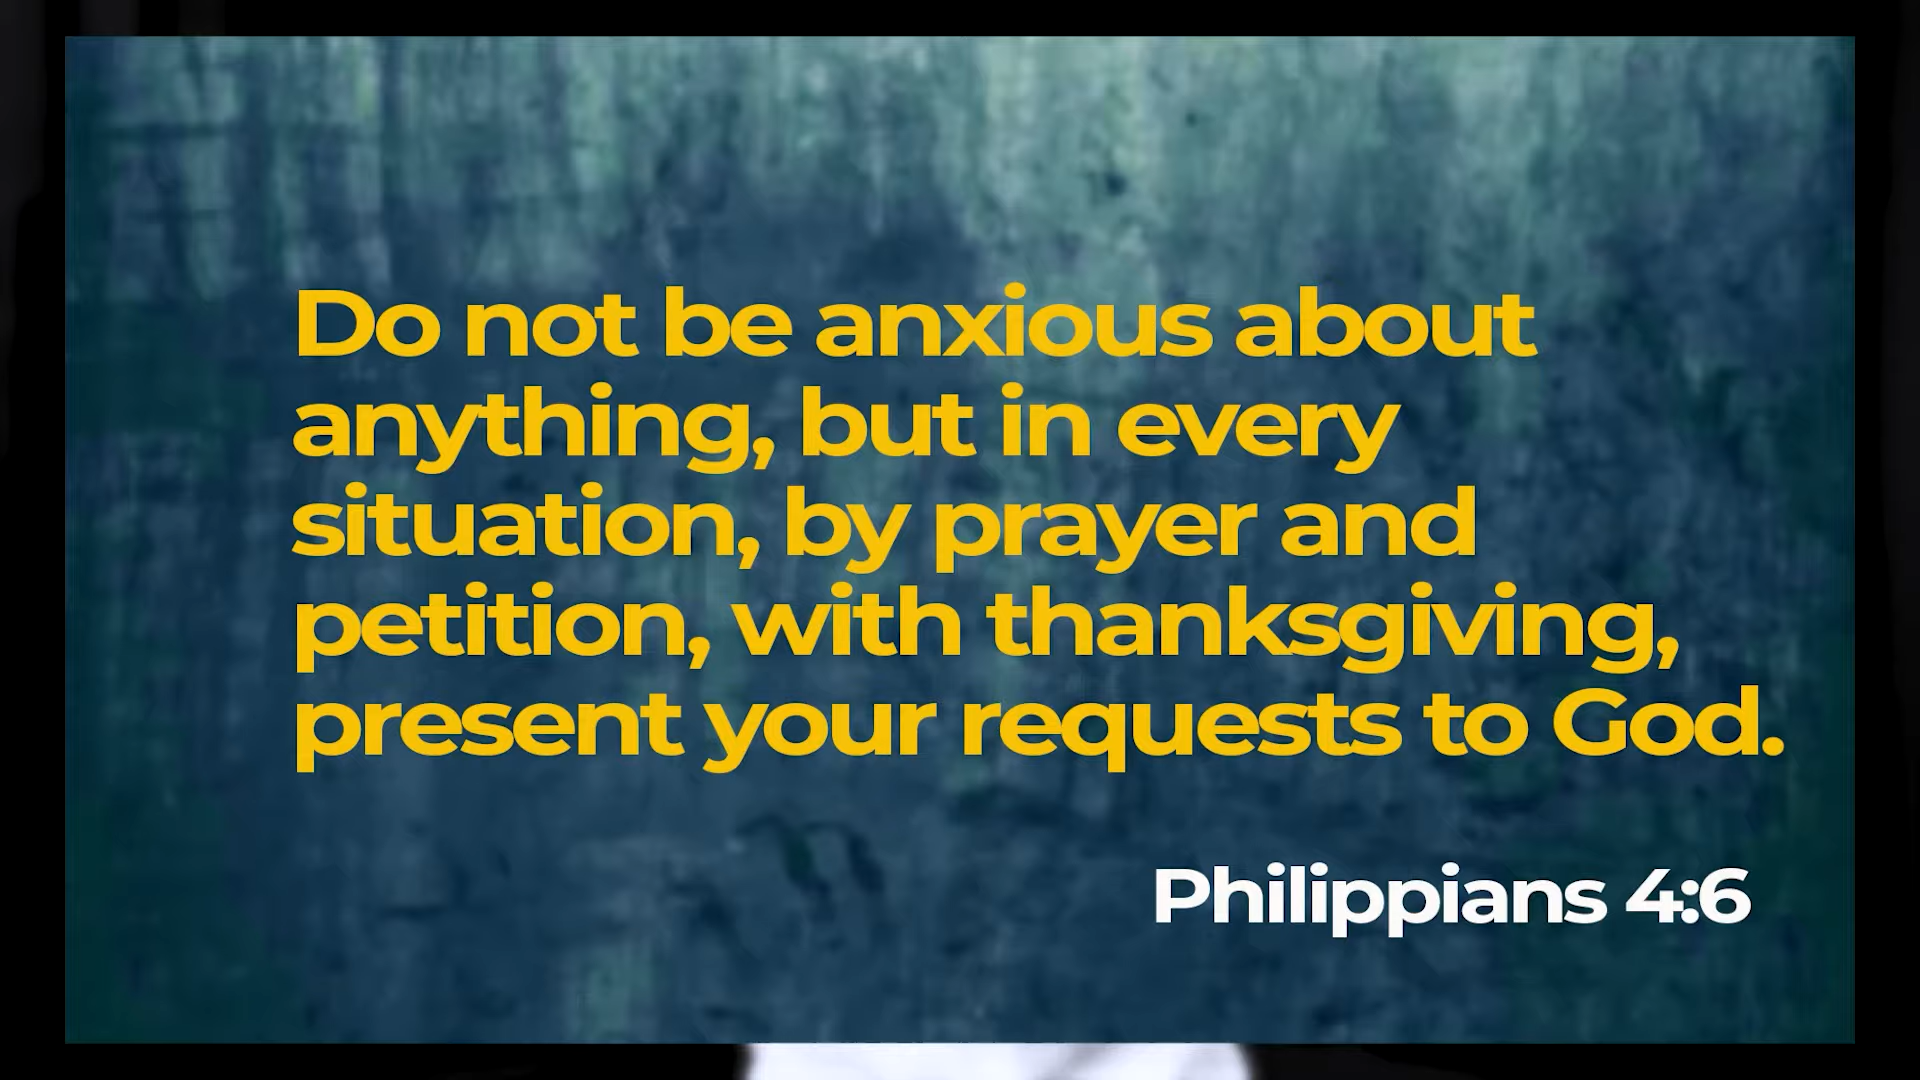 Do not be anxious about
anything, but in every
situation, by prayer and
petition, with thanksgiving,
present your requests to God.
Philippians 4:6